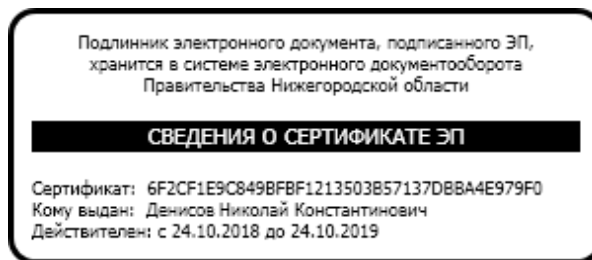 Подлинник электронного документа, подписанного ЭП,
хранится в системе электронного документооборота
Правительства Нижегородской области
СВЕДЕНИЯ О СЕРТИФИКАТЕ ЭП
Сертификат: 6F2CF1E9C849BFBF1213503B57137DBBA4E979F0
Кому выдан: Денисов Николай Константинович
Действителен: с 24.10.2018 до 24.10.2019